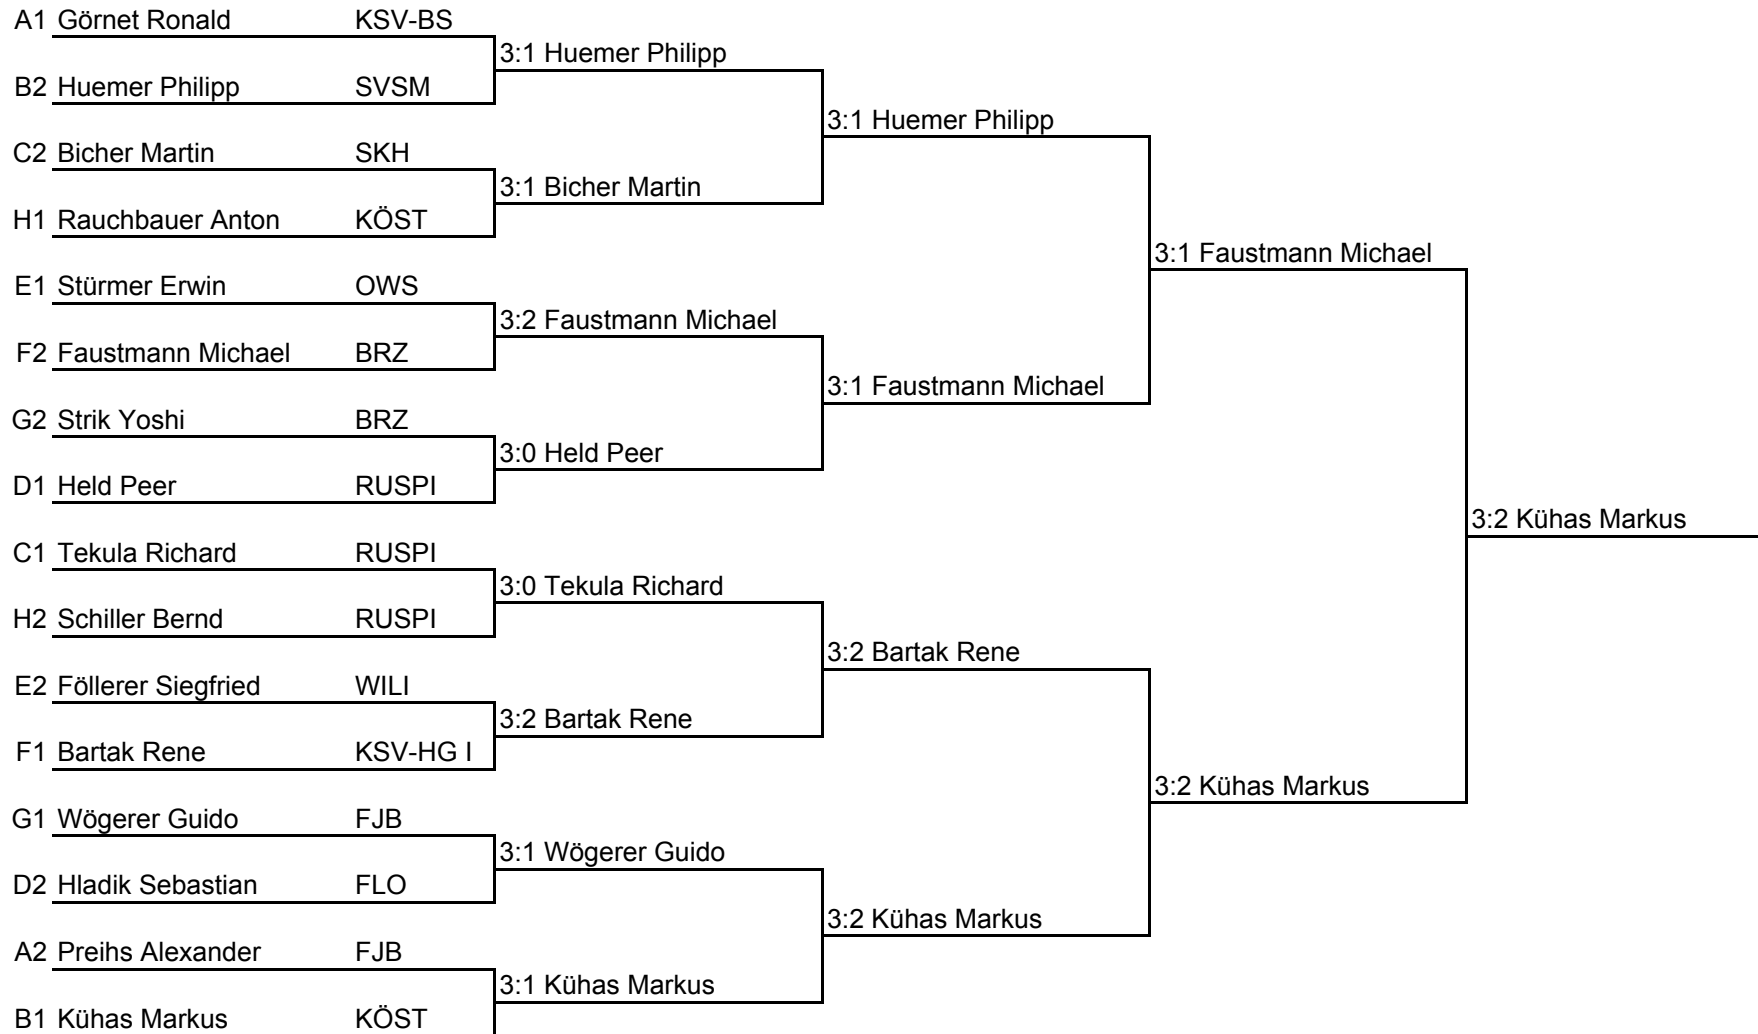 A1 Görnet Ronald KSV-BS
3:1 Huemer Philipp
B2 Huemer Philipp SVSM
3:1 Huemer Philipp
C2 Bicher Martin SKH
3:1 Bicher Martin
H1 Rauchbauer Anton KÖST
3:1 Faustmann Michael
E1 Stürmer Erwin OWS
3:2 Faustmann Michael
F2 Faustmann Michael BRZ
3:1 Faustmann Michael
G2 Strik Yoshi BRZ
3:0 Held Peer
D1 Held Peer RUSPI
3:2 Kühas Markus
C1 Tekula Richard RUSPI
3:0 Tekula Richard
H2 Schiller Bernd RUSPI
3:2 Bartak Rene
E2 Föllerer Siegfried WILI
3:2 Bartak Rene
F1 Bartak Rene KSV-HG I
3:2 Kühas Markus
G1 Wögerer Guido FJB
3:1 Wögerer Guido
D2 Hladik Sebastian FLO
3:2 Kühas Markus
A2 Preihs Alexander FJB
3:1 Kühas Markus
B1 Kühas Markus KÖST